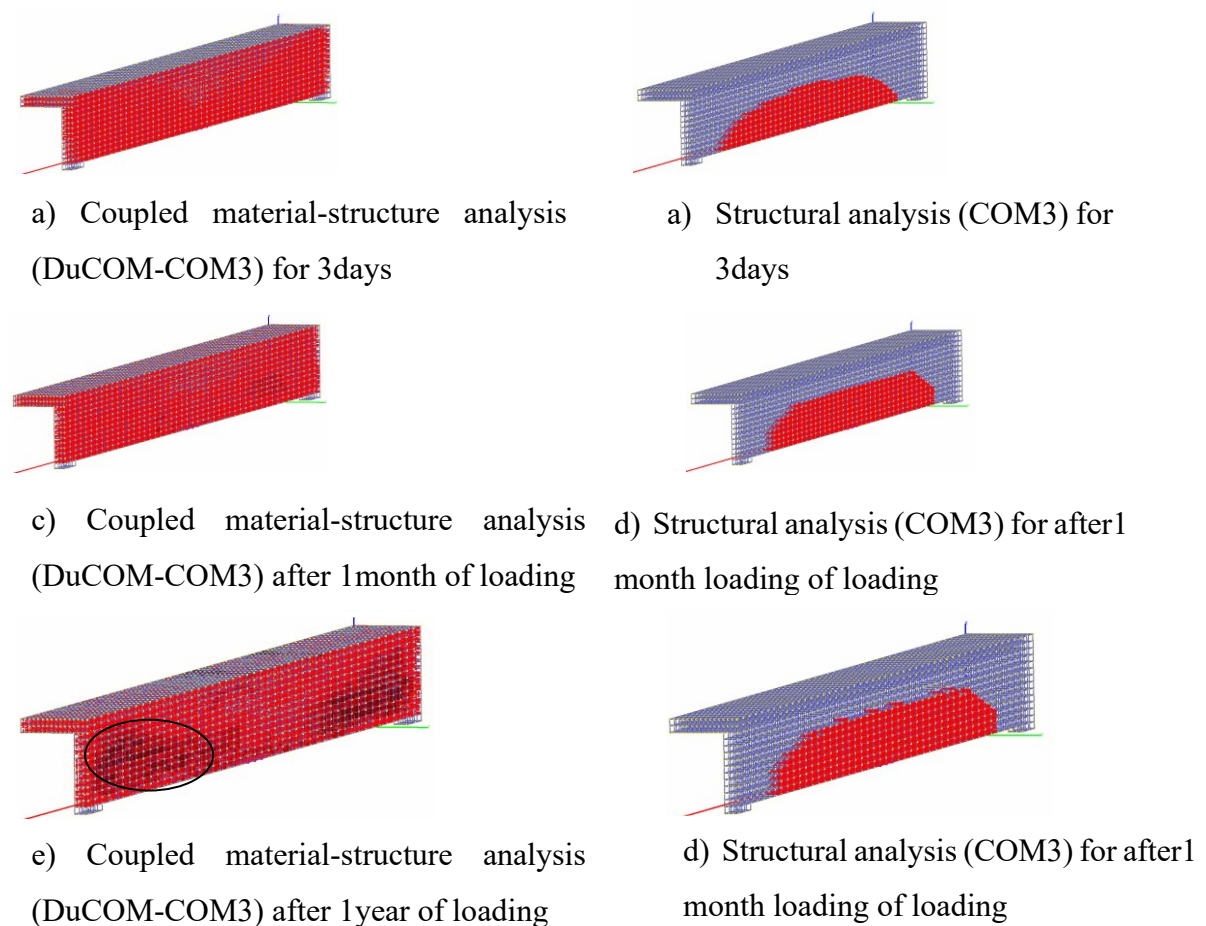 a) Coupled material-structure analysis
(DuCOM-COM3) for 3days
a) Structural analysis (COM3) for
3days
c) Coupled material-structure analysis
(DuCOM-COM3) after 1month of loading
d) Structural analysis (COM3) for after1
month loading of loading
e) Coupled material-structure analysis
(DuCOM-COM3) after 1year of loading
d) Structural analysis (COM3) for after1
month loading of loading